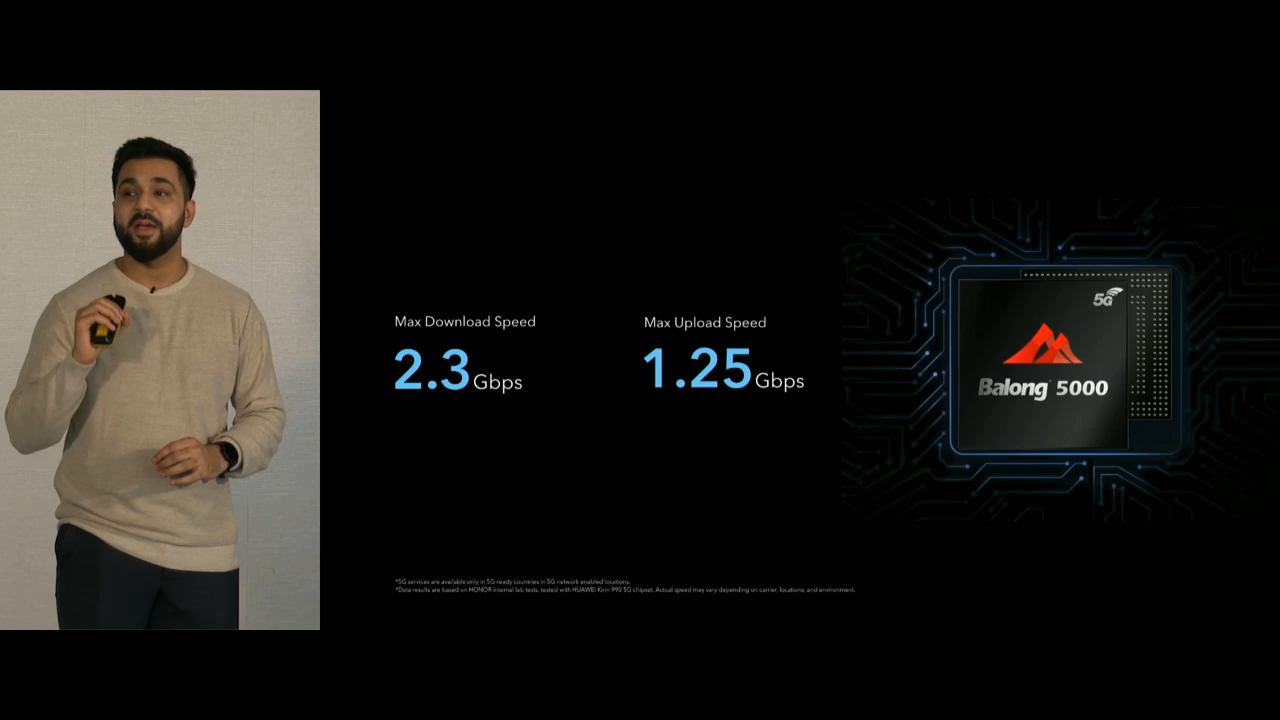 Max Download Speed
2.3 Gbps
Max Upload Speed
1.25 Gbps
5G
Balong 5000
*5G services are available only in 5G-ready countries in 5G network enabled locations.
*Data results are based on HONOR internal lab tests, tested with HUAWEI Kirin 990 5G chipset. Actual speed may vary depending on carrier, locations, and environment.